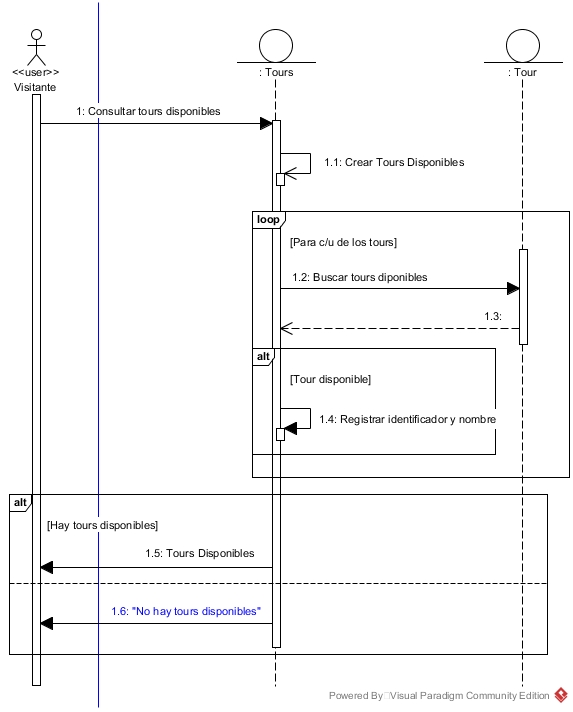 <<user>>
Visitante
: Tours
: Tour
1: Consultar tours disponibles
1.1: Crear Tours Disponibles
loop
[Para c/u de los tours]
1.2: Buscar tours diponibles
1.3:
alt
[Tour disponible]
1.4: Registrar identificador y nombre
alt
[Hay tours disponibles]
1.5: Tours Disponibles
1.6: "No hay tours disponibles"
Powered By Visual Paradigm Community Edition